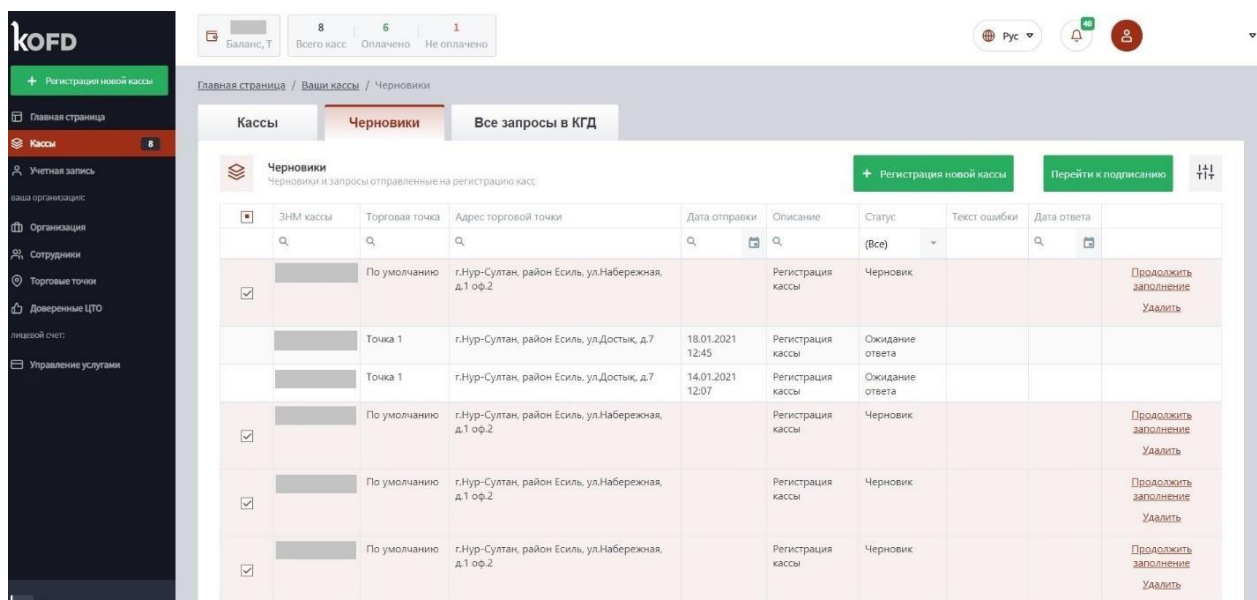 KOFD
Баланс, Т
8
Всего касс
6
Оплачено
1
Не оплачено
Рус
40
+ Регистрация новой кассы
Главная страница
Кассы
8
Учетная запись
ваша организация:
Организация
Сотрудники
Торговые точки
Доверенные ЦТО
лицевой счет:
Управление услугами
Главная страница / Ваши кассы / Черновики
Кассы
Черновики
Все запросы в КГД
Черновики
Черновики и запросы отправленные на регистрацию касс
+ Регистрация новой кассы
Перейти к подписанию
ЗНМ кассы Торговая точка Адрес торговой точки Дата отправки Описание Статус Текст ошибки Дата ответа
(Все)
По умолчанию г.Нур-Султан, район Есиль, ул.Набережная, Регистрация Черновик Продолжить
д.1 оф.2 кассы заполнение
Удалить
Точка 1 г.Нур-Султан, район Есиль, ул.Достык, д.7 18.01.2021 Регистрация Ожидание
12:45 кассы ответа
Точка 1 г.Нур-Султан, район Есиль, ул.Достык, д.7 14.01.2021 Регистрация Ожидание
12:07 кассы ответа
По умолчанию г.Нур-Султан, район Есиль, ул.Набережная, Регистрация Черновик Продолжить
д.1 оф.2 кассы заполнение
Удалить
По умолчанию г.Нур-Султан, район Есиль, ул.Набережная, Регистрация Черновик Продолжить
д.1 оф.2 кассы заполнение
Удалить
По умолчанию г.Нур-Султан, район Есиль, ул.Набережная, Регистрация Черновик Продолжить
д.1 оф.2 кассы заполнение
Удалить